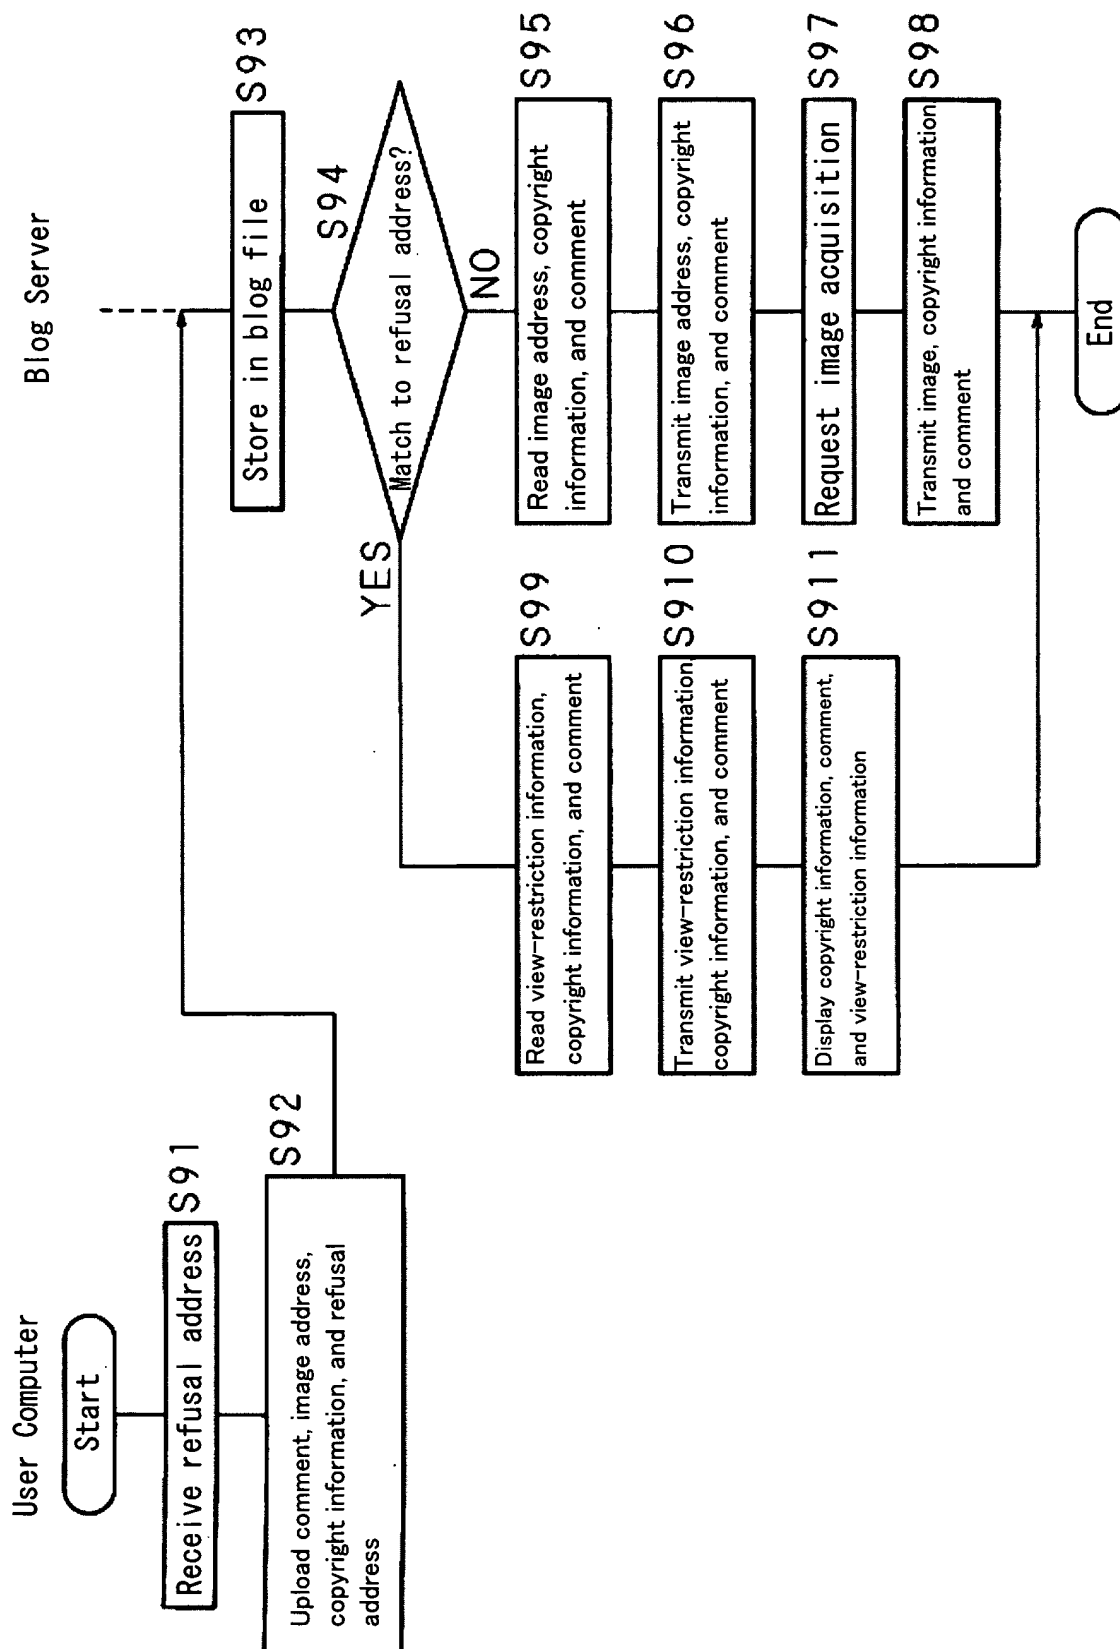 User Computer
Start
Receive refusal address
S91
Upload comment, image address,
copyright information, and refusal
address
S92
Blog Server
Store in blog file
S93
Match to refusal address?
S94
YES
NO
Read image address, copyright
information, and comment
S95
Transmit image address, copyright
information, and comment
S96
Request image acquisition
S97
Transmit image, copyright information
and comment
S98
Read view-restriction information,
copyright information, and comment
S99
Transmit view-restriction information
copyright information, and comment
S910
Display copyright information, comment,
and view-restriction information
S911
End